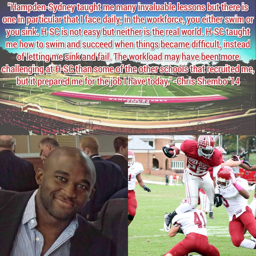 "Hampden-Sydney taught me many invaluable lessons but there is
one in particular that I face daily. In the workforce, you either swim or
you sink. H-SC is not easy but neither is the real world. H-SC taught
me how to swim and succeed when things became difficult, instead
of letting me sink and fail. The workload may have been more
challenging at H-SC than some of the other schools that recruited me,
but it prepared me for the job I have today." -Chris Shembo '14